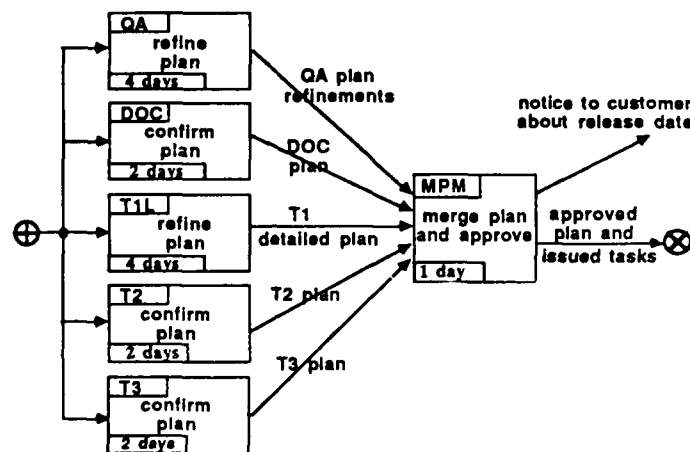 QA
refine
plan
4 days
QA plan
refinements
DOC
confirm
plan
2 days
DOC
plan
T1L
refine
plan
4 days
T1
detailed plan
T2
confirm
plan
2 days
T2 plan
T3
confirm
plan
2 days
T3 plan
MPM
merge plan
and approve
1 day
notice to customer
about release date
approved
plan and
issued tasks